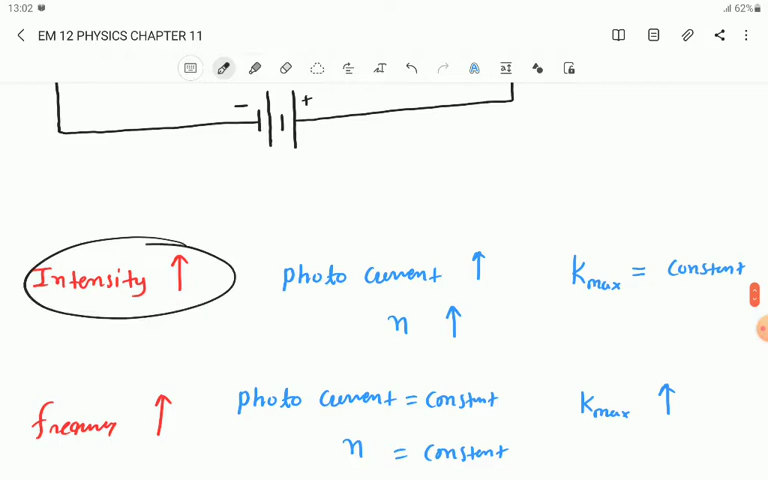 13:02 62%
EM 12 PHYSICS CHAPTER 11
- +
Intensity ↑ photo current ↑ Kmax = constant
n ↑
frequency ↑ photo current = constant Kmax ↑
n = constant